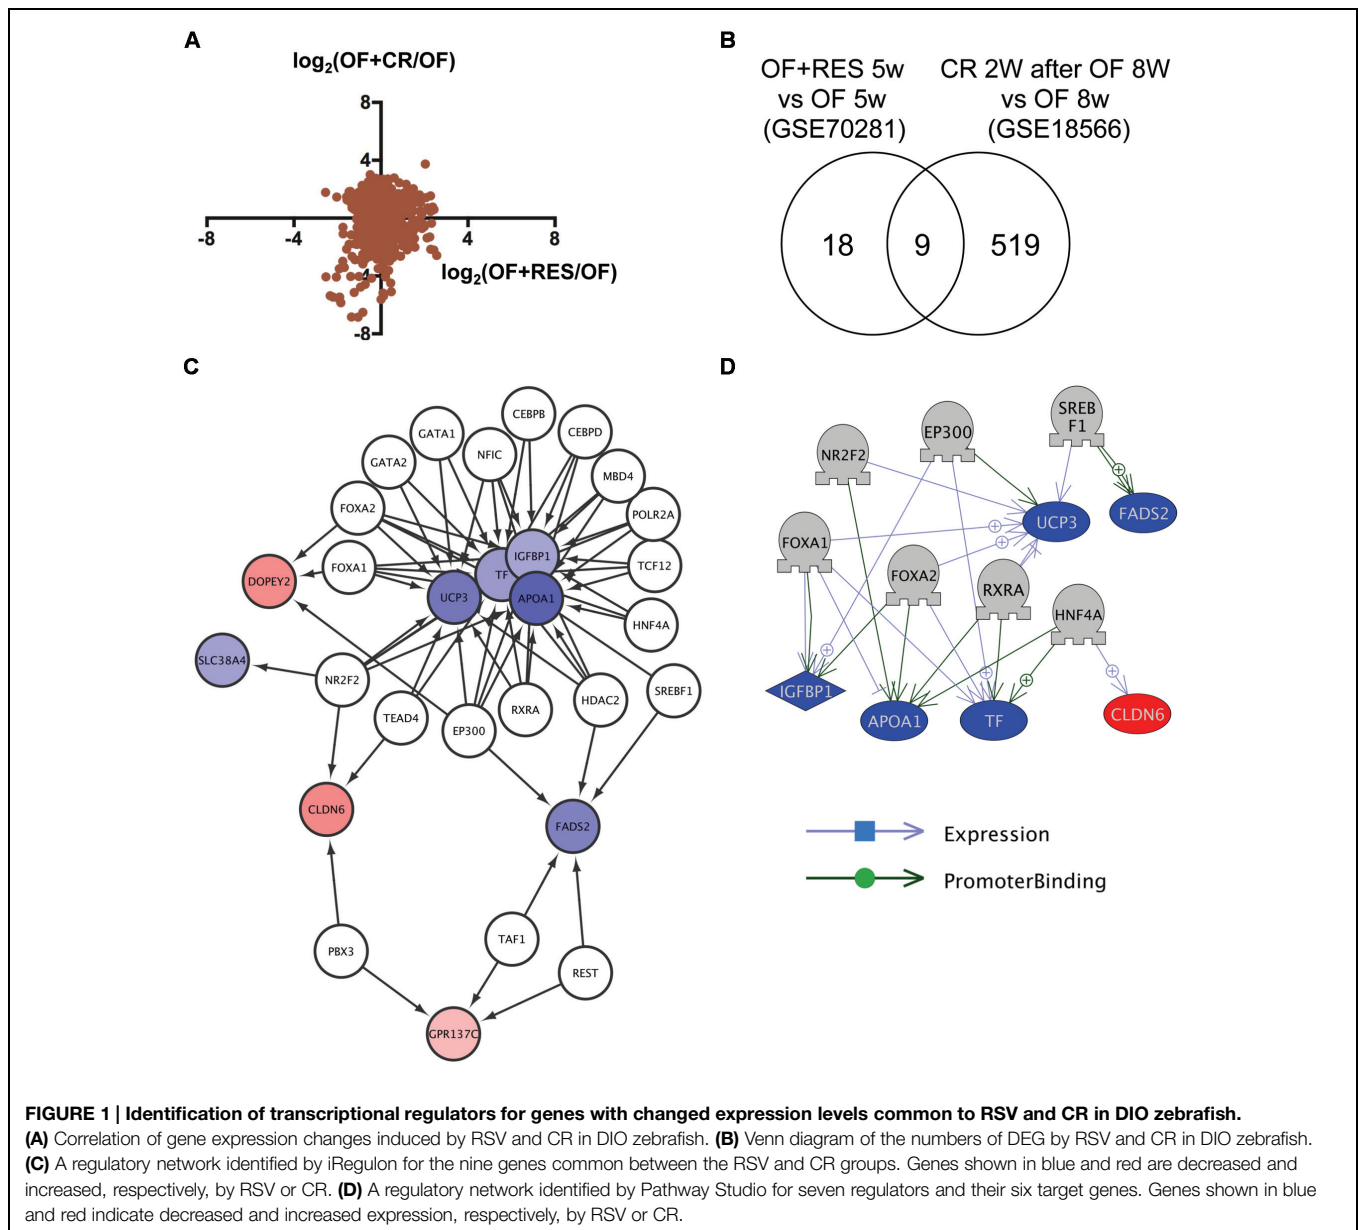 A
log2(OF+CR/OF)
8
4
-8
-4
4
8
4
log2(OF+RES/OF)
-8
B
OF+RES 5w
vs OF 5w
(GSE70281)
CR 2W after OF 8W
vs OF 8w
(GSE18566)
18
9
519
C
CEBPB
GATA1
CEBPD
NFIC
GATA2
MBD4
FOXA2
POLR2A
IGFBP1
FOXA1
TF
TCF12
DOPEY2
UCP3
APOA1
HNF4A
SLC38A4
NR2F2
SREBF1
HDAC2
RXRA
TEAD4
EP300
CLDN6
FADS2
TAF1
PBX3
REST
GPR137C
D
SREB
F1
EP300
NR2F2
UCP3
FADS2
FOXA1
FOXA2
RXRA
HNF4A
IGFBP1
APOA1
TF
CLDN6
Expression
PromoterBinding
FIGURE 1 | Identification of transcriptional regulators for genes with changed expression levels common to RSV and CR in DIO zebrafish.
(A) Correlation of gene expression changes induced by RSV and CR in DIO zebrafish. (B) Venn diagram of the numbers of DEG by RSV and CR in DIO zebrafish.
(C) A regulatory network identified by iRegulon for the nine genes common between the RSV and CR groups. Genes shown in blue and red are decreased and
increased, respectively, by RSV or CR. (D) A regulatory network identified by Pathway Studio for seven regulators and their six target genes. Genes shown in blue
and red indicate decreased and increased expression, respectively, by RSV or CR.